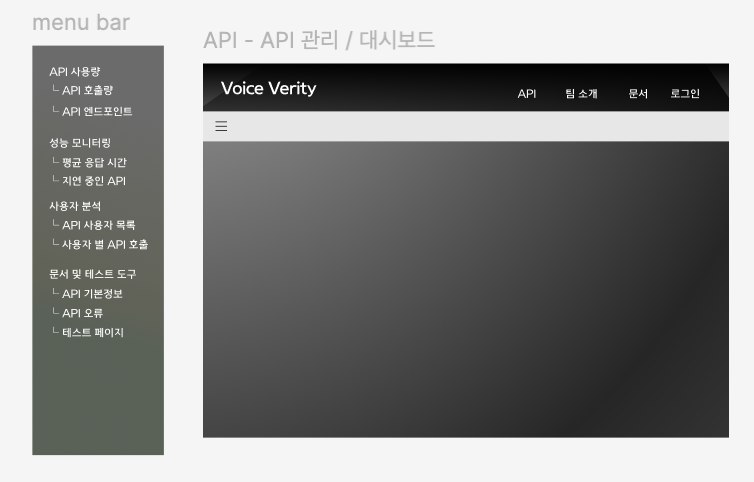 menu bar
API 사용량
└ API 호출량
└ API 엔드포인트
성능 모니터링
└ 평균 응답 시간
└ 지연 중인 API
사용자 분석
└ API 사용자 목록
└ 사용자 별 API 호출
문서 및 테스트 도구
└ API 기본정보
└ API 오류
└ 테스트 페이지
API - API 관리 / 대시보드
Voice Verity
API 팀 소개 문서 로그인